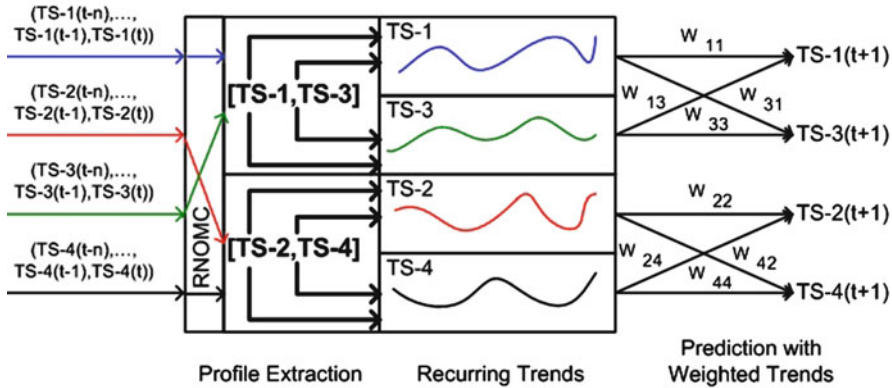 (TS-1(t-n),...,
TS-1(t-1),TS-1(t))
(TS-2(t-n),...,
TS-2(t-1),TS-2(t))
(TS-3(t-n),...,
TS-3(t-1),TS-3(t))
(TS-4(t-n),...,
TS-4(t-1),TS-4(t))
RNOMC
[TS-1,TS-3]
[TS-2,TS-4]
TS-1
TS-3
TS-2
TS-4
W 11
W 13
W 31
W 33
W 22
W 24
W 42
W 44
TS-1(t+1)
TS-3(t+1)
TS-2(t+1)
TS-4(t+1)
Profile Extraction
Recurring Trends
Prediction with
Weighted Trends